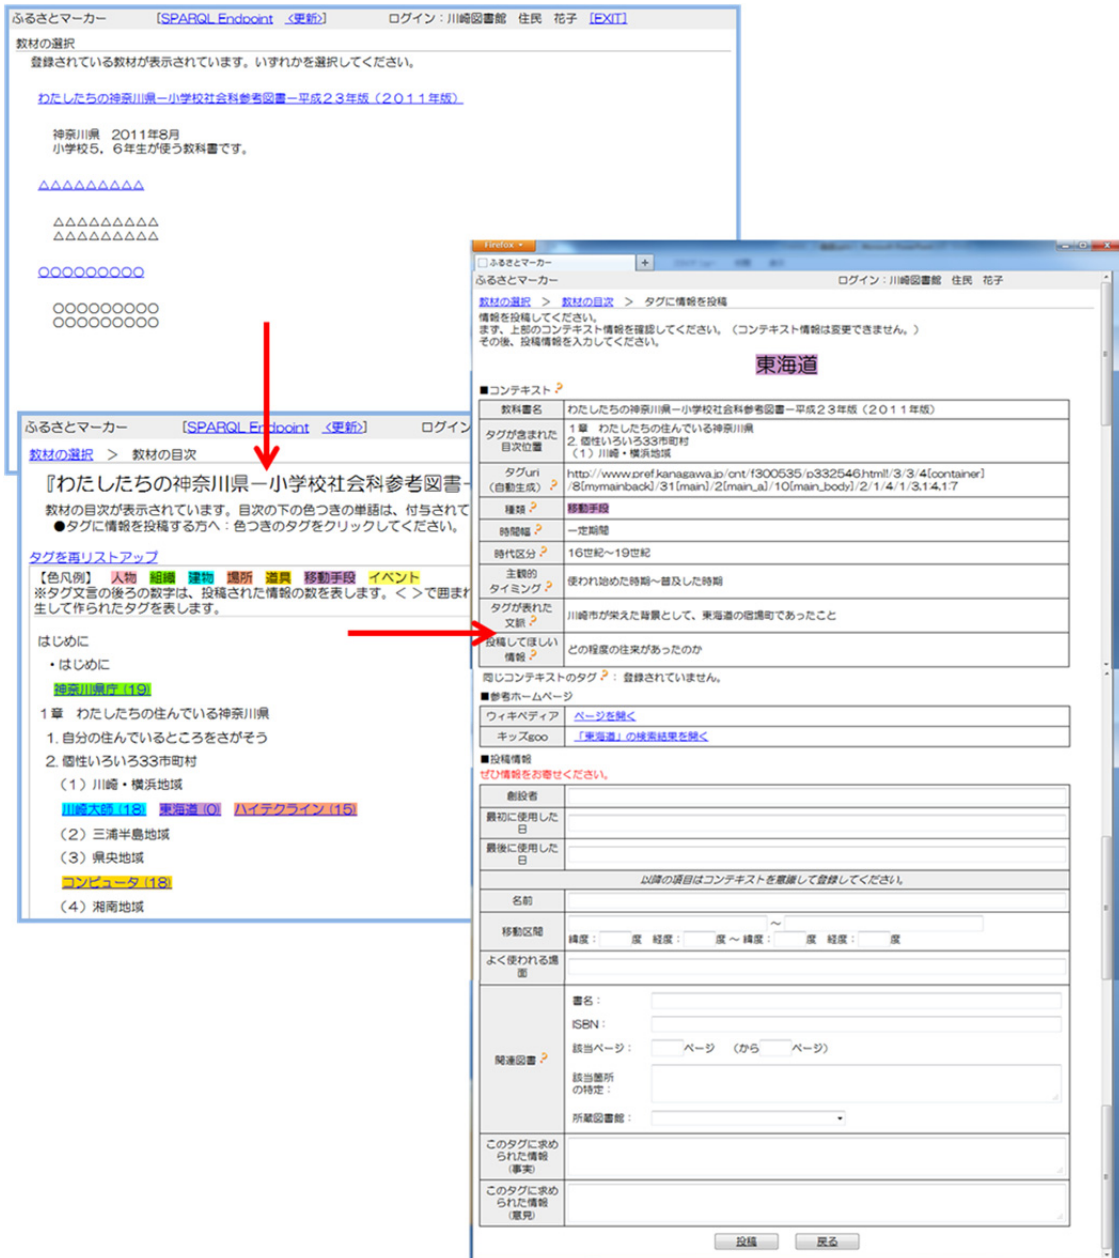 ふるさとマーカー [SPARQL Endpoint <更新>] ログイン：川崎図書館 住民 花子 [EXIT]
教材の選択
登録されている教材が表示されています。いずれかを選択してください。
わたしたちの神奈川県－小学校社会科参考図書－平成２３年版（２０１１年版）
神奈川県 2011年8月
小学校5，6年生が使う教科書です。
△△△△△△△△△
△△△△△△△△△
△△△△△△△△△
○○○○○○○○○
○○○○○○○○○
○○○○○○○○○
ふるさとマーカー [SPARQL Endpoint <更新>] ログイン
教材の選択 ＞ 教材の目次
『わたしたちの神奈川県－小学校社会科参考図書－
教材の目次が表示されています。目次の下の色つきの単語は、付与されて
●タグに情報を投稿する方へ：色つきのタグをクリックしてください。
タグを再リストアップ
【色凡例】 人物 組織 建物 場所 道具 移動手段 イベント
※タグ文言の後ろの数字は、投稿された情報の数を表します。＜ ＞で囲まれ
生して作られたタグを表します。
はじめに
・はじめに
神奈川県庁 (19)
1章 わたしたちの住んでいる神奈川県
1. 自分の住んでいるところをさがそう
2. 個性いろいろ33市町村
（1）川崎・横浜地域
川崎大師 (18) 東海道 (0) ハイテクライン (15)
（2）三浦半島地域
（3）県央地域
コンピュータ (18)
（4）湘南地域
Firefox
ふるさとマーカー +
ふるさとマーカー ログイン：川崎図書館 住民 花子
教材の選択 ＞ 教材の目次 ＞ タグに情報を投稿
情報を投稿してください。
まず、上部のコンテキスト情報を確認してください。（コンテキスト情報は変更できません。）
その後、投稿情報を入力してください。
東海道
■コンテキスト ?
教科書名 わたしたちの神奈川県－小学校社会科参考図書－平成２３年版（２０１１年版）
タグが含まれた目次位置 1章 わたしたちの住んでいる神奈川県
2. 個性いろいろ33市町村
（1）川崎・横浜地域
タグuri（自動生成）? http://www.pref.kanagawa.jp/cnt/f300535/p332546.html!/3/3/4[container]
/8[mymainback]/31[main]/2[main_a]/10[main_body]/2/1/4/1/3,1:4,1:7
種類 ? 移動手段
時間幅 ? 一定期間
時代区分 ? 16世紀～19世紀
主観的タイミング ? 使われ始めた時期～普及した時期
タグが表れた文脈 ? 川崎市が栄えた背景として、東海道の宿場町であったこと
投稿してほしい情報 ? どの程度の往来があったのか
同じコンテキストのタグ ? ：登録されていません。
■参考ホームページ
ウィキペディア ページを開く
キッズgoo 「東海道」の検索結果を開く
■投稿情報
ぜひ情報をお寄せください。
創設者
最初に使用した日
最後に使用した日
以降の項目はコンテキストを意識して登録してください。
名前
移動区間 ～
緯度： 度 経度： 度 ～ 緯度： 度 経度： 度
よく使われる場面
関連図書 ?
書名：
ISBN：
該当ページ： ページ （から ページ）
該当箇所の特定：
所蔵図書館：
このタグに求められた情報（事実）
このタグに求められた情報（意見）
投稿 戻る